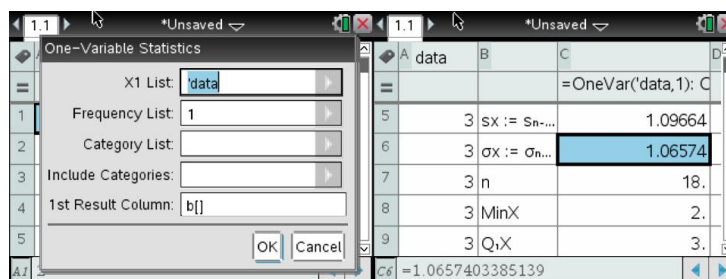 1.1 *Unsaved
One-Variable Statistics
X1 List: 'data
Frequency List: 1
Category List:
Include Categories:
1st Result Column: b[]
OK Cancel
=
1
2
3
4
5
A1
1.1 *Unsaved
A data B C D
= =OneVar('data,1): C
5 3 sx := sn-... 1.09664
6 3 σx := σn... 1.06574
7 3 n 18.
8 3 MinX 2.
9 3 Q1X 3.
C6 =1.0657403385139